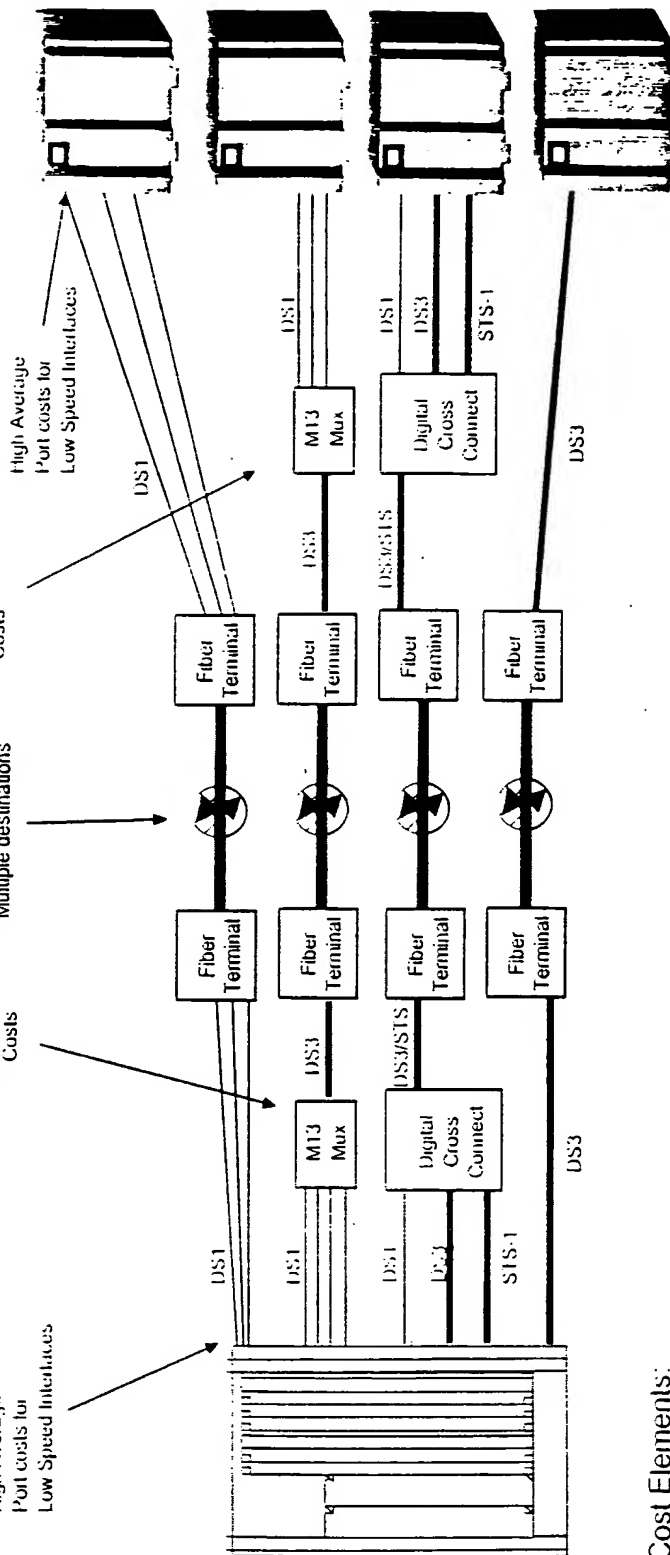 Port costs for
Low Speed Interfaces
Costs
Multiple destinations
Costs
High Average
Port costs for
Low Speed Interfaces
DS1
DS1
Fiber
Terminal
Fiber
Terminal
DS1
M13
Mux
DS3
Fiber
Terminal
Fiber
Terminal
DS3
M13
Mux
DS1
DS1
DS3
STS-1
Digital
Cross
Connect
DS3/STS
Fiber
Terminal
Fiber
Terminal
DS3/STS
Digital
Cross
Connect
DS1
DS3
STS-1
DS3
Fiber
Terminal
Fiber
Terminal
DS3
Cost Elements: